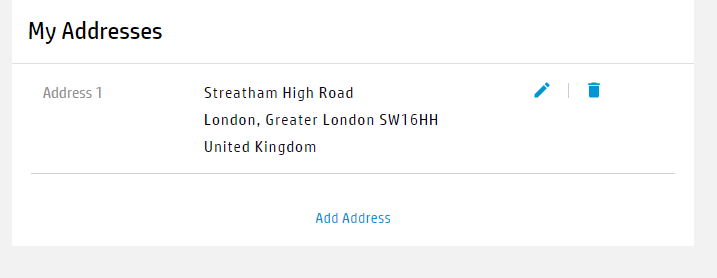 My Addresses
Address 1
Streatham High Road
London, Greater London SW16HH
United Kingdom
Add Address